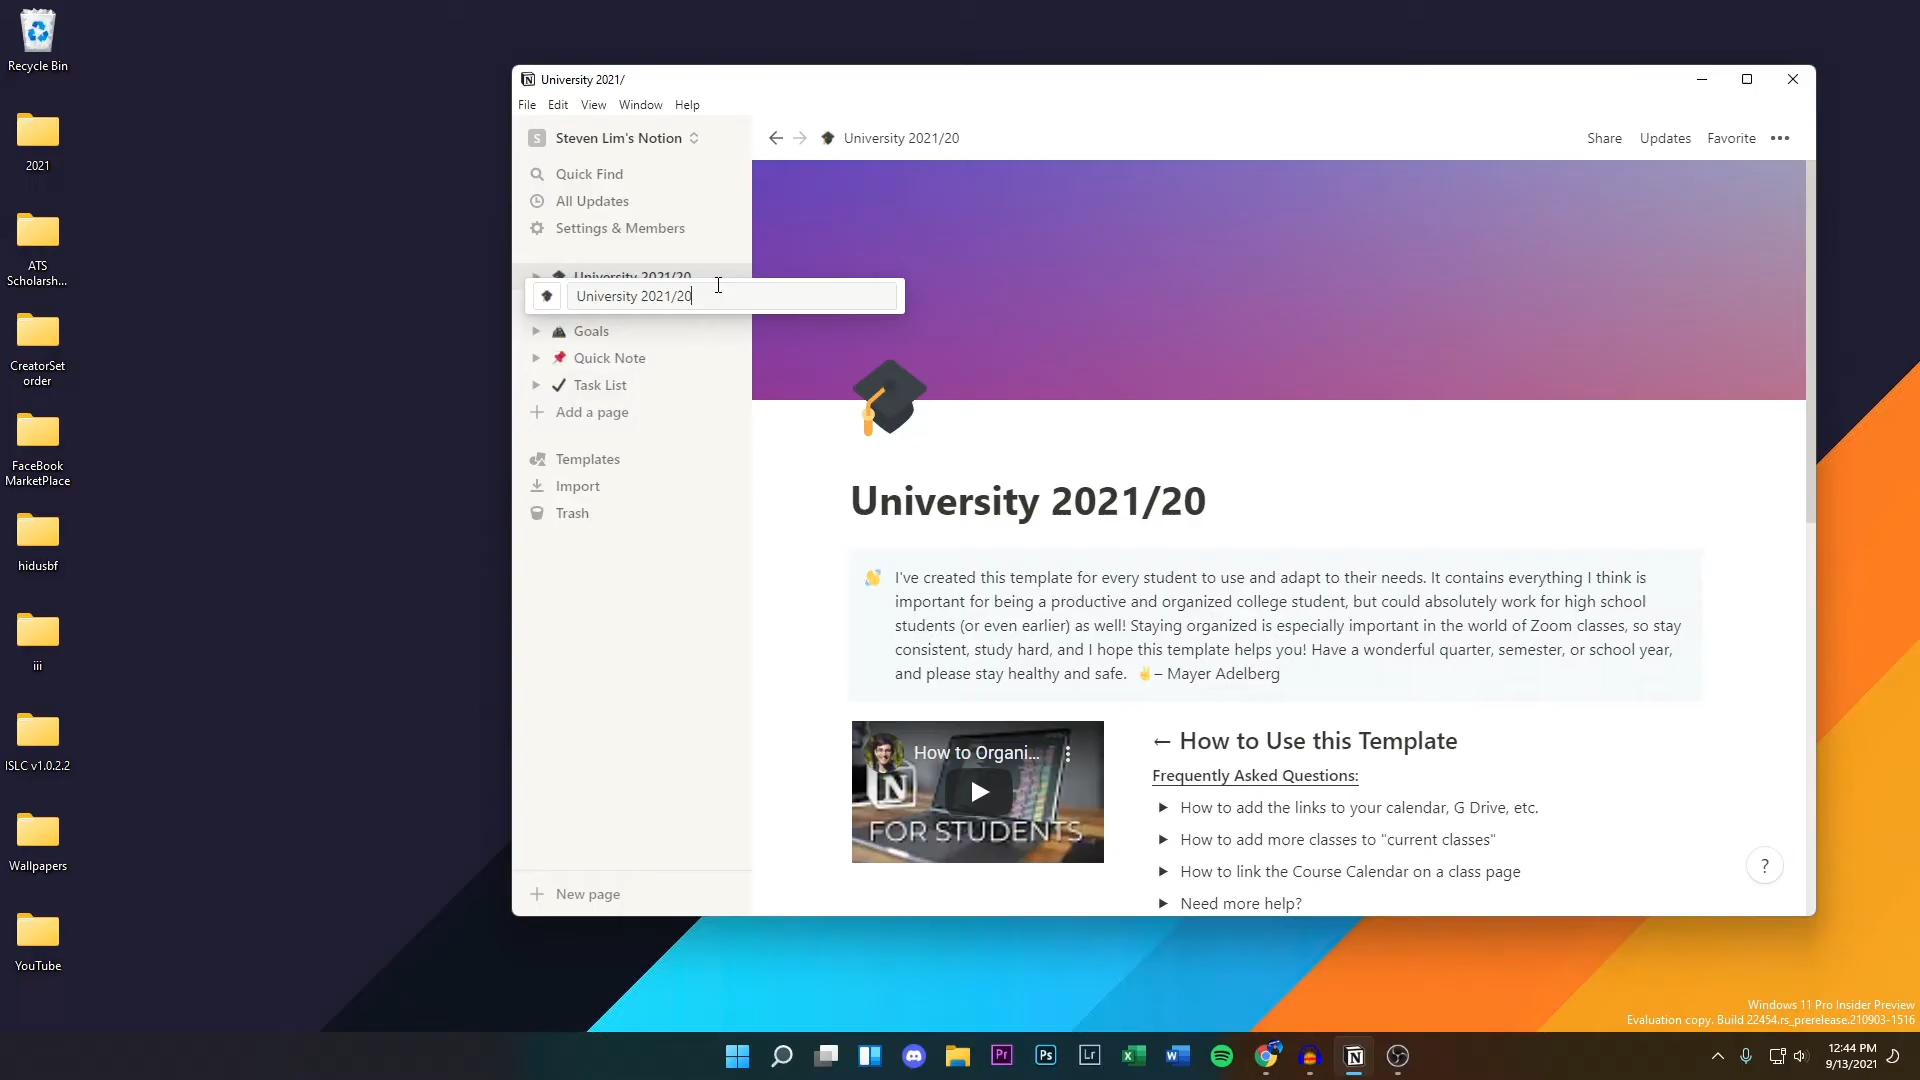 Recycle Bin
2021
ATS
Scholarsh...
CreatorSet
order
FaceBook
MarketPlace
hidusbf
iii
ISLC v1.0.2.2
Wallpapers
YouTube
University 2021/
File Edit View Window Help
S Steven Lim's Notion
Quick Find
All Updates
Settings & Members
University 2021/20
University 2021/20
Goals
Quick Note
Task List
Add a page
Templates
Import
Trash
New page
University 2021/20
Share Updates Favorite
University 2021/20
I've created this template for every student to use and adapt to their needs. It contains everything I think is
important for being a productive and organized college student, but could absolutely work for high school
students (or even earlier) as well! Staying organized is especially important in the world of Zoom classes, so stay
consistent, study hard, and I hope this template helps you! Have a wonderful quarter, semester, or school year,
and please stay healthy and safe. ✌– Mayer Adelberg
How to Organi...
FOR STUDENTS
← How to Use this Template
Frequently Asked Questions:
How to add the links to your calendar, G Drive, etc.
How to add more classes to "current classes"
How to link the Course Calendar on a class page
Need more help?
?
Windows 11 Pro Insider Preview
Evaluation copy. Build 22454.rs_prerelease.210903-1516
Pr
Ps
Lr
12:44 PM
9/13/2021